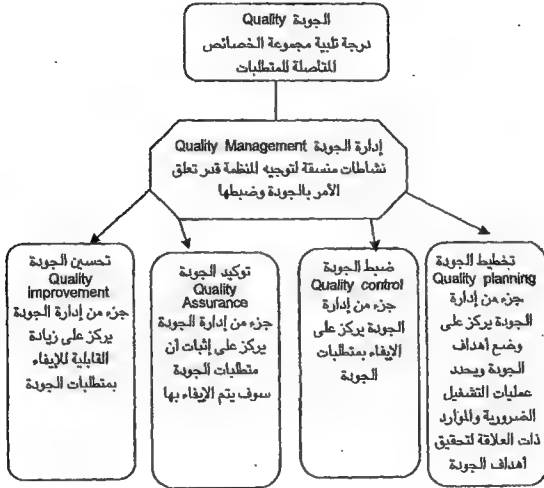 الجودة Quality
درجة تلبية مجموعة الخصائص
المتأصلة للمتطلبات
إدارة الجودة Quality Management
نشاطات منسقة لتوجيه المنظمة قدر تعلق
الأمر بالجودة وضبطها
تخطيط الجودة
Quality planning
جزء من إدارة
الجودة يركز على
وضع أهداف
الجودة ويحدد
عمليات التشغيل
الضرورية والموارد
ذات العلاقة لتحقيق
أهداف الجودة
ضبط الجودة
Quality control
جزء من إدارة
الجودة يركز على
الإيفاء بمتطلبات
الجودة
توكيد الجودة
Quality
Assurance
جزء من إدارة الجودة
يركز على إثبات أن
متطلبات الجودة
سوف يتم الإيفاء بها
تحسين الجودة
Quality
improvement
جزء من إدارة الجودة
يركز على زيادة
القابلية للإيفاء
بمتطلبات الجودة